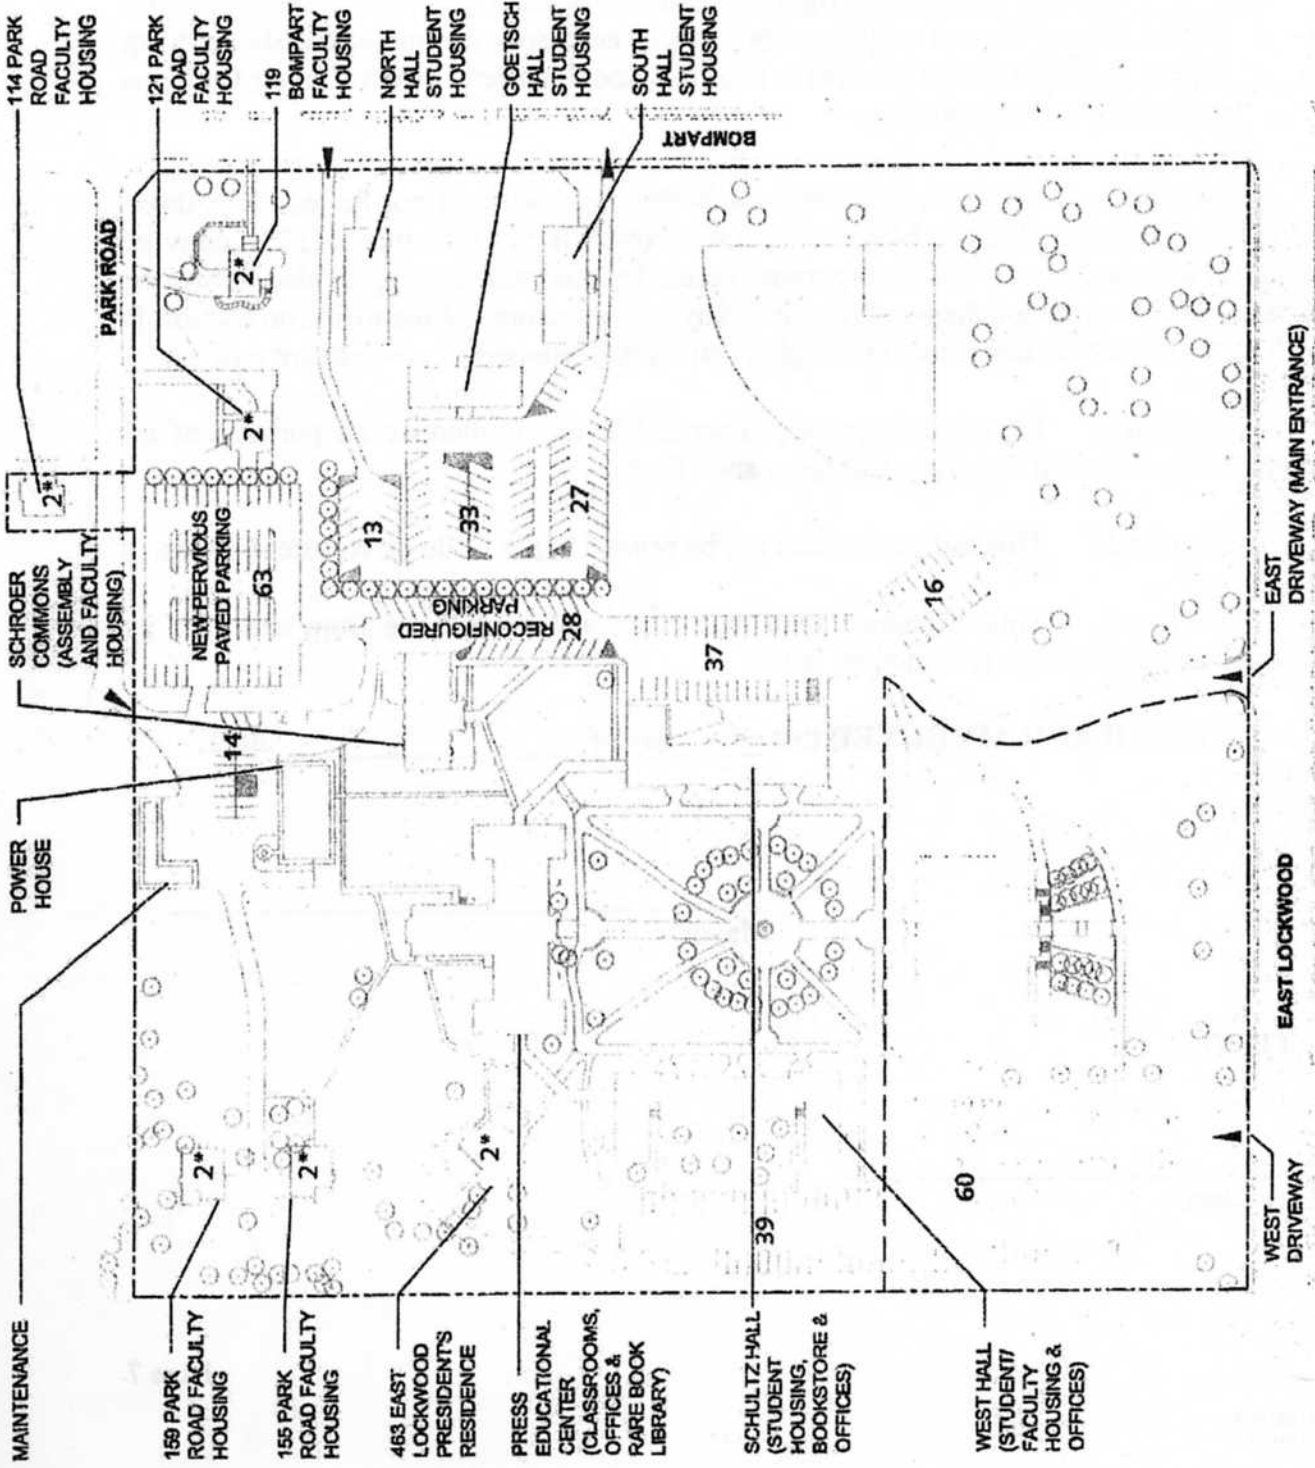 114 PARK
ROAD
FACULTY
HOUSING
121 PARK
ROAD
FACULTY
HOUSING
119
BOMPART
FACULTY
HOUSING
NORTH
HALL
STUDENT
HOUSING
GOETSCH
HALL
STUDENT
HOUSING
SOUTH
HALL
STUDENT
HOUSING
SCHROER
COMMONS
(ASSEMBLY
AND FACULTY
HOUSING)
POWER
HOUSE
MAINTENANCE
159 PARK
ROAD FACULTY
HOUSING
155 PARK
ROAD FACULTY
HOUSING
463 EAST
LOCKWOOD
PRESIDENT'S
RESIDENCE
PRESS
EDUCATIONAL
CENTER
(CLASSROOMS,
OFFICES &
RARE BOOK
LIBRARY)
SCHULTZ HALL
(STUDENT
HOUSING,
BOOKSTORE &
OFFICES)
WEST HALL
(STUDENT/
FACULTY
HOUSING &
OFFICES)
PARK ROAD
BOMPART
2*
2*
2*
NEW PERVIOUS
PAVED PARKING
63
14
13
33
27
RECONFIGURED
PARKING
28
37
16
2*
2*
2*
39
60
WEST
DRIVEWAY
EAST LOCKWOOD
EAST
DRIVEWAY (MAIN ENTRANCE)